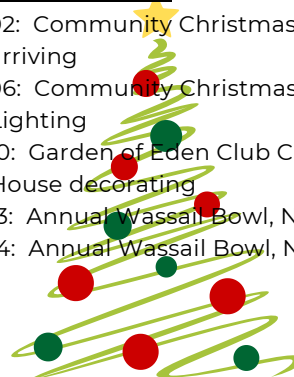 02: Community Christmas
rriving
06: Community Christmas
Lighting
0: Garden of Eden Club C
House decorating
3: Annual Wassail Bowl, N
4: Annual Wassail Bowl, N